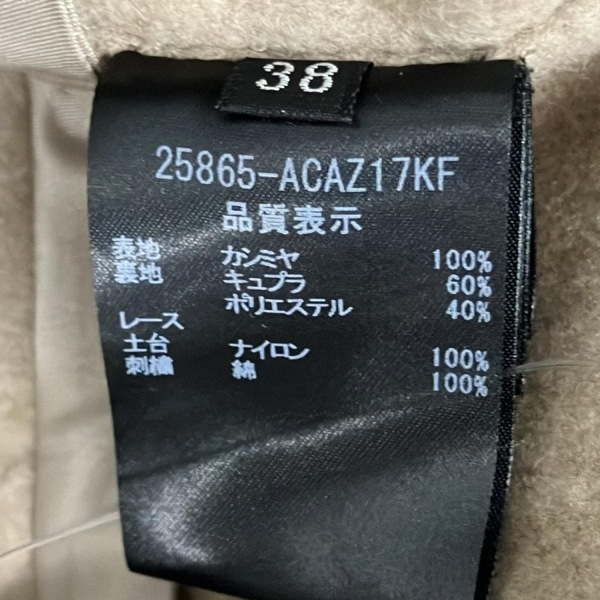 38
25865-ACAZ17KF
品質表示
表地 カシミヤ 100%
裏地 キュプラ 60%
ポリエステル 40%
レース
土台 ナイロン 100%
刺繍 綿 100%